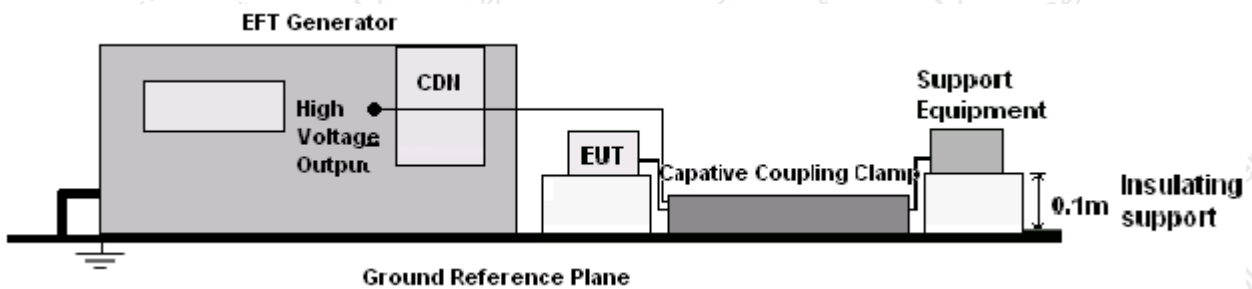 EFT Generator
CDN
High
Voltage
Output
EUT
Capative Coupling Clamp
Support
Equipment
0.1m
Insulating
support
Ground Reference Plane